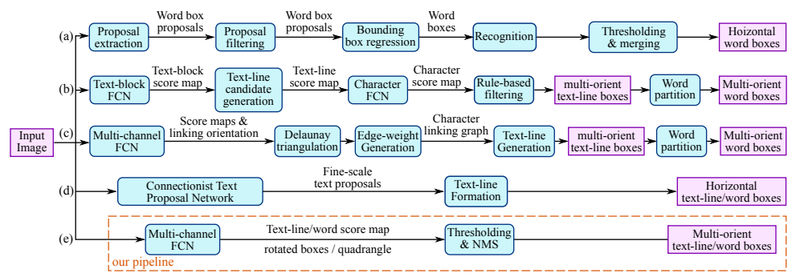 Input
Image
(a)
Proposal
extraction
Word box
proposals
Proposal
filtering
Word box
proposals
Bounding
box regression
Word
boxes
Recognition
Thresholding
& merging
Hoizontal
word boxes
(b)
Text-block
FCN
Text-block
score map
Text-line
candidate
generation
Text-line
score map
Character
FCN
Character
score map
Rule-based
filtering
multi-orient
text-line boxes
Word
partition
Multi-orient
word boxes
(c)
Multi-channel
FCN
Score maps &
linking orientation
Delaunay
triangulation
Edge-weight
Generation
Character
linking graph
Text-line
Generation
multi-orient
text-line boxes
Word
partition
Multi-orient
word boxes
(d)
Connectionist Text
Proposal Network
Fine-scale
text proposals
Text-line
Formation
Horizontal
text-line/word boxes
(e)
Multi-channel
FCN
Text-line/word score map
rotated boxes / quadrangle
Thresholding
& NMS
Multi-orient
text-line/word boxes
our pipeline